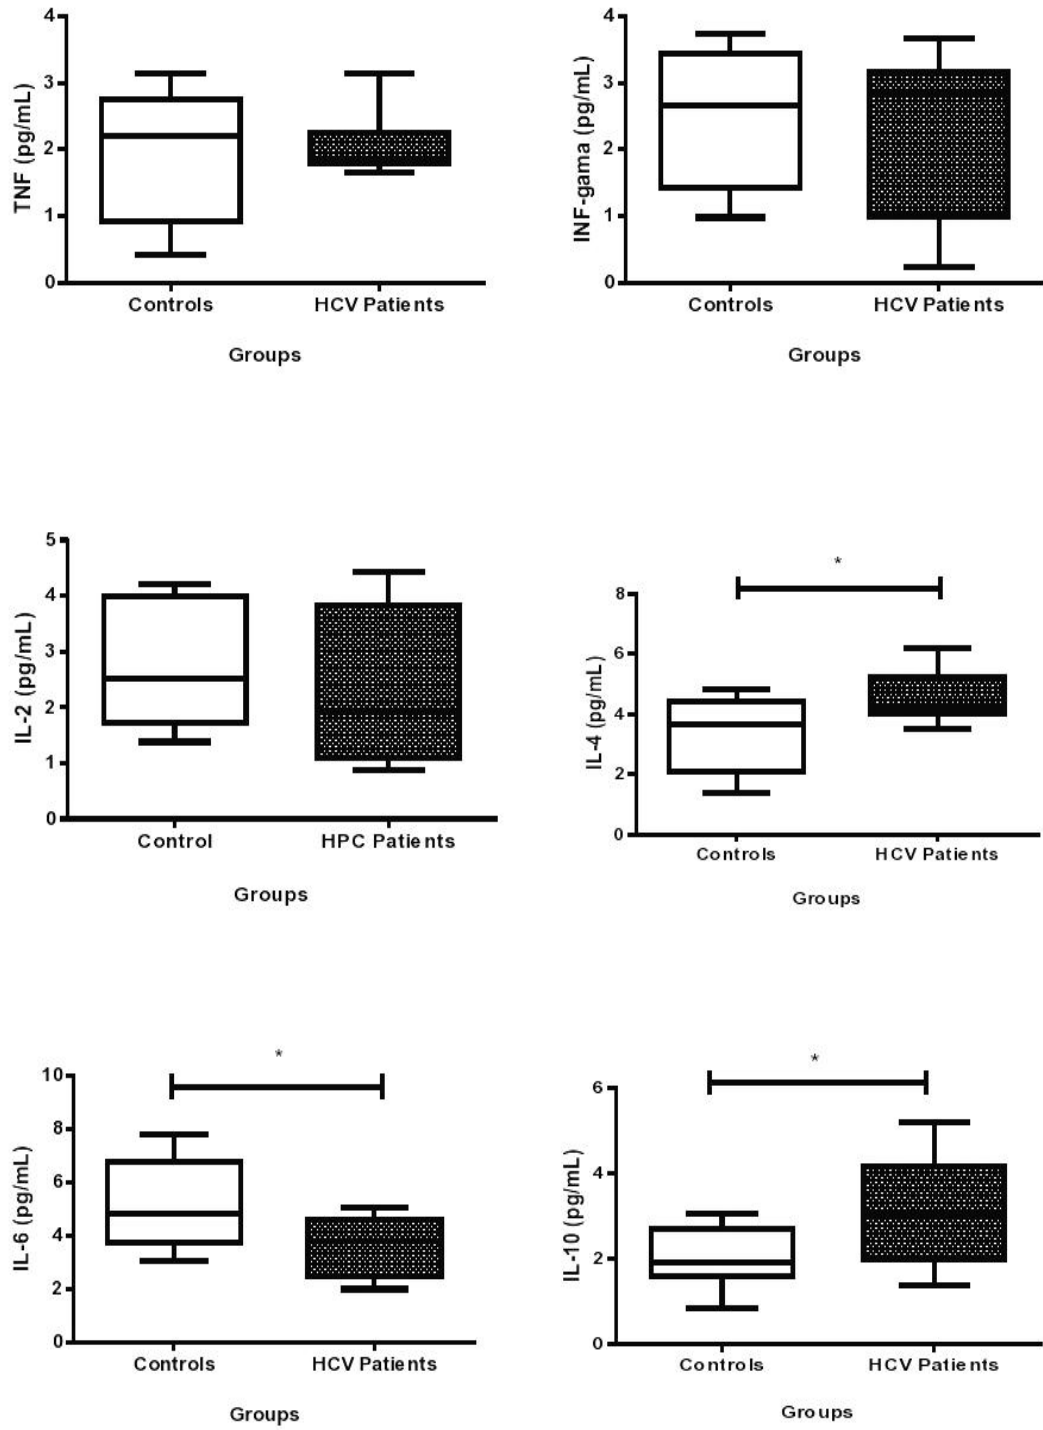 TNF (pg/mL)
4
3
2
1
0
Controls HCV Patients
Groups
INF-gama (pg/mL)
4
3
2
1
0
Controls HCV Patients
Groups
IL-2 (pg/mL)
5
4
3
2
1
0
Control HPC Patients
Groups
*
IL-4 (pg/mL)
8
6
4
2
0
Controls HCV Patients
Groups
*
IL-6 (pg/mL)
10
8
6
4
2
0
Controls HCV Patients
Groups
*
IL-10 (pg/mL)
6
4
2
0
Controls HCV Patients
Groups